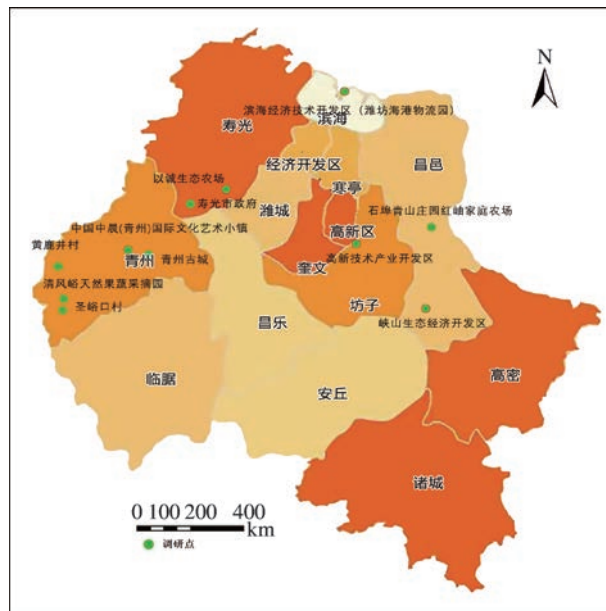 N
滨海经济技术开发区（潍坊海港物流园）
滨海
寿光
经济开发区
昌邑
以诚生态农场
寒亭
寿光市政府
潍城
石埠青山庄园红岫家庭农场
中国中晨(青州)国际文化艺术小镇
高新区
黄鹿井村
青州
青州古城
奎文
高新技术产业开发区
清风峪天然果蔬采摘园
圣峪口村
坊子
昌乐
峡山生态经济开发区
临朐
安丘
高密
诸城
0 100 200 400
km
调研点